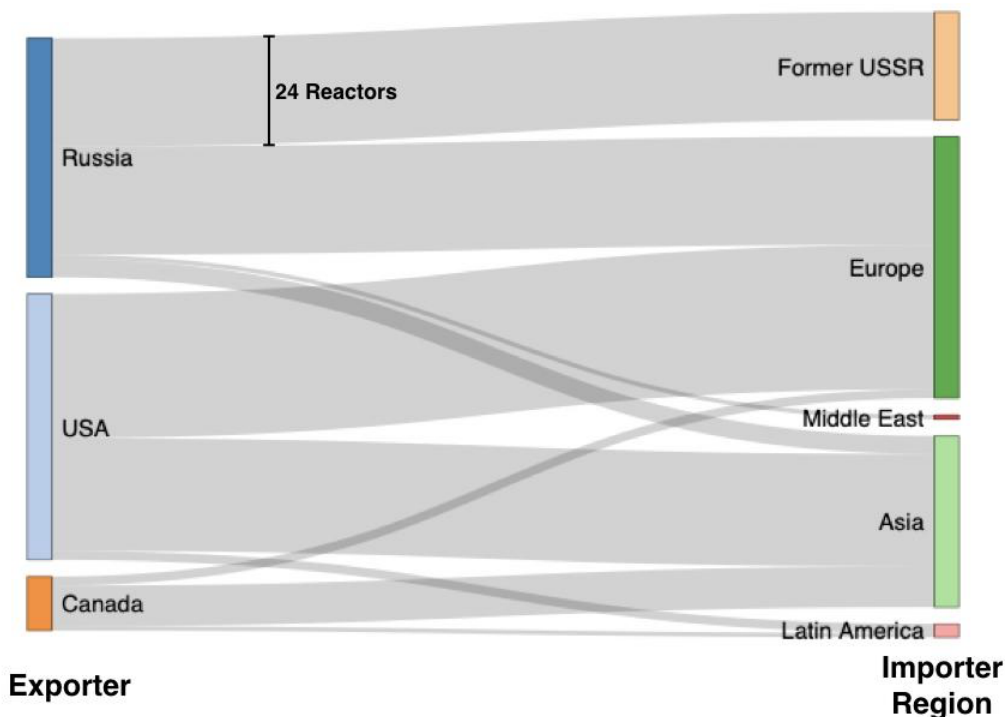 Former USSR
24 Reactors
Russia
Europe
Middle East
USA
Asia
Canada
Latin America
Exporter
Importer
Region